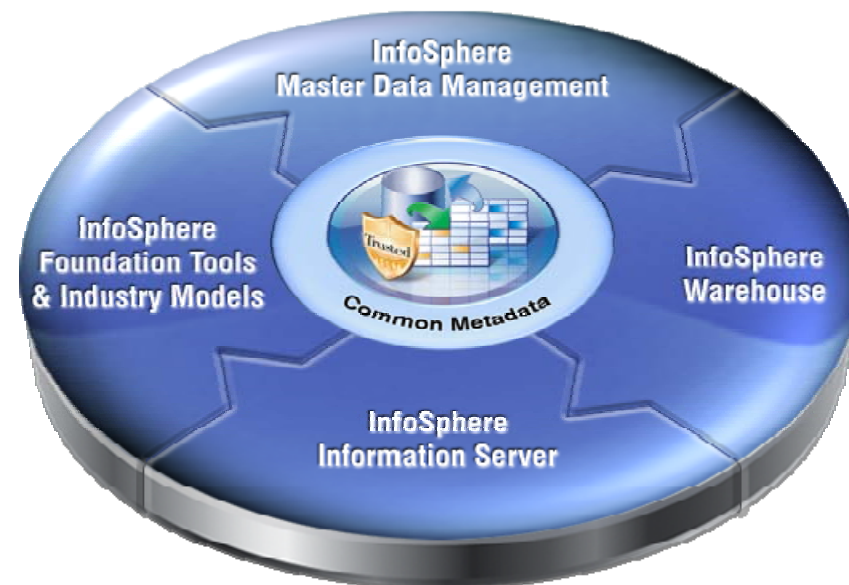 InfoSphere
Master Data Management
InfoSphere
Foundation Tools
& Industry Models
Trusted
Common Metadata
InfoSphere
Warehouse
InfoSphere
Information Server